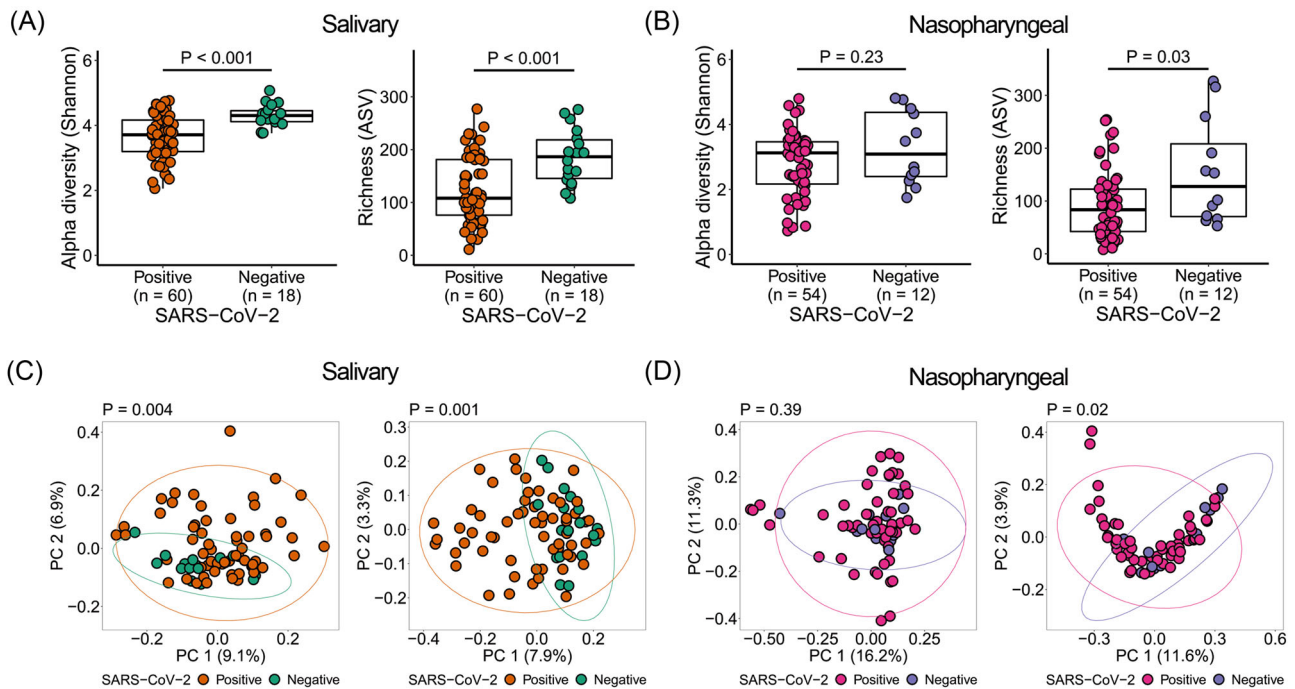 (A)
Salivary
Alpha diversity (Shannon)
6
4
2
0
P < 0.001
Positive
(n = 60)
Negative
(n = 18)
SARS−CoV−2
Richness (ASV)
300
200
100
0
P < 0.001
Positive
(n = 60)
Negative
(n = 18)
SARS−CoV−2
(B)
Nasopharyngeal
Alpha diversity (Shannon)
6
4
2
0
P = 0.23
Positive
(n = 54)
Negative
(n = 12)
SARS−CoV−2
Richness (ASV)
300
200
100
0
P = 0.03
Positive
(n = 54)
Negative
(n = 12)
SARS−CoV−2
(C)
Salivary
P = 0.004
PC 2 (6.9%)
0.4
0.2
0.0
−0.2
−0.2
0.0
0.2
PC 1 (9.1%)
SARS−CoV−2 Positive Negative
P = 0.001
PC 2 (3.3%)
0.3
0.2
0.1
0.0
−0.1
0.2
−0.4
−0.2
0.0
0.2
PC 1 (7.9%)
SARS−CoV−2 Positive Negative
(D)
Nasopharyngeal
P = 0.39
PC 2 (11.3%)
0.4
0.2
0.0
−0.2
−0.4
−0.50
−0.25
0.00
0.25
PC 1 (16.2%)
SARS−CoV−2 Positive Negative
P = 0.02
PC 2 (3.9%)
0.4
0.2
0.0
−0.2
−0.3
0.0
0.3
0.6
PC 1 (11.6%)
SARS−CoV−2 Positive Negative